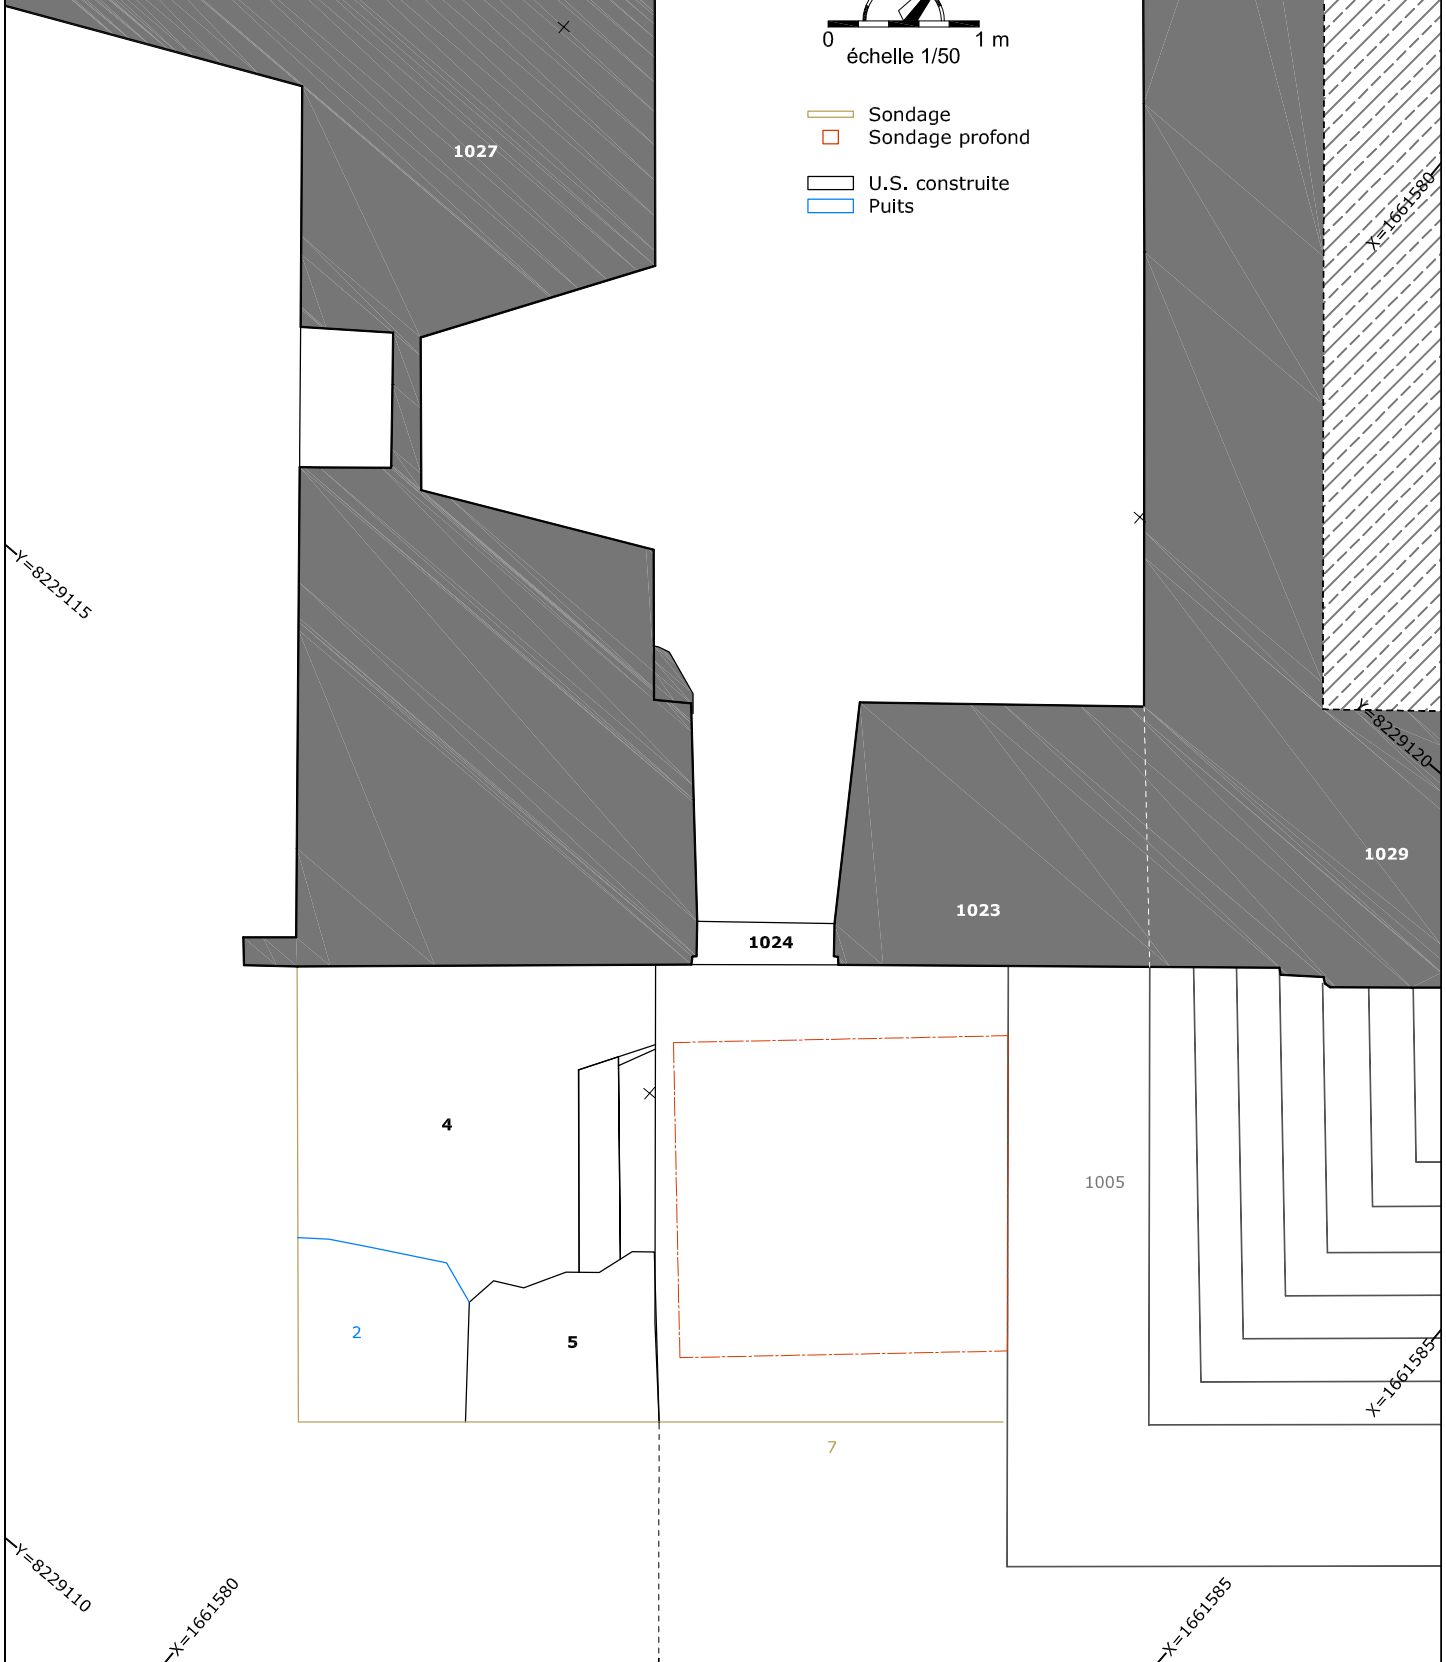 0 1 m
échelle 1/50
Sondage
Sondage profond
U.S. construite
Puits
1027
X=1661580
Y=8229115
Y=8229120
1029
1023
1024
4
1005
2
5
X=1661585
7
Y=8229110
X=1661580
X=1661585